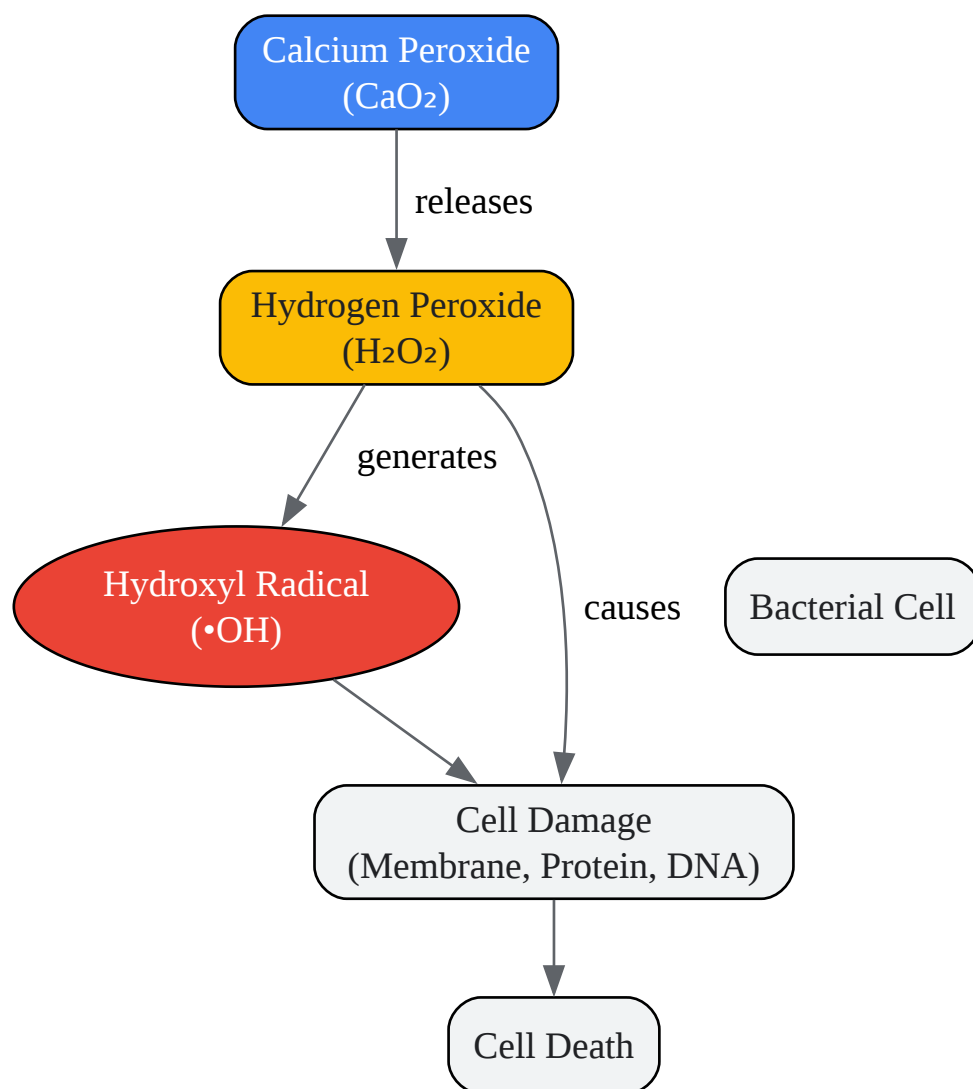 Calcium Peroxide
(CaO₂)
releases
Hydrogen Peroxide
(H₂O₂)
generates
Hydroxyl Radical
(•OH)
causes
Bacterial Cell
Cell Damage
(Membrane, Protein, DNA)
Cell Death